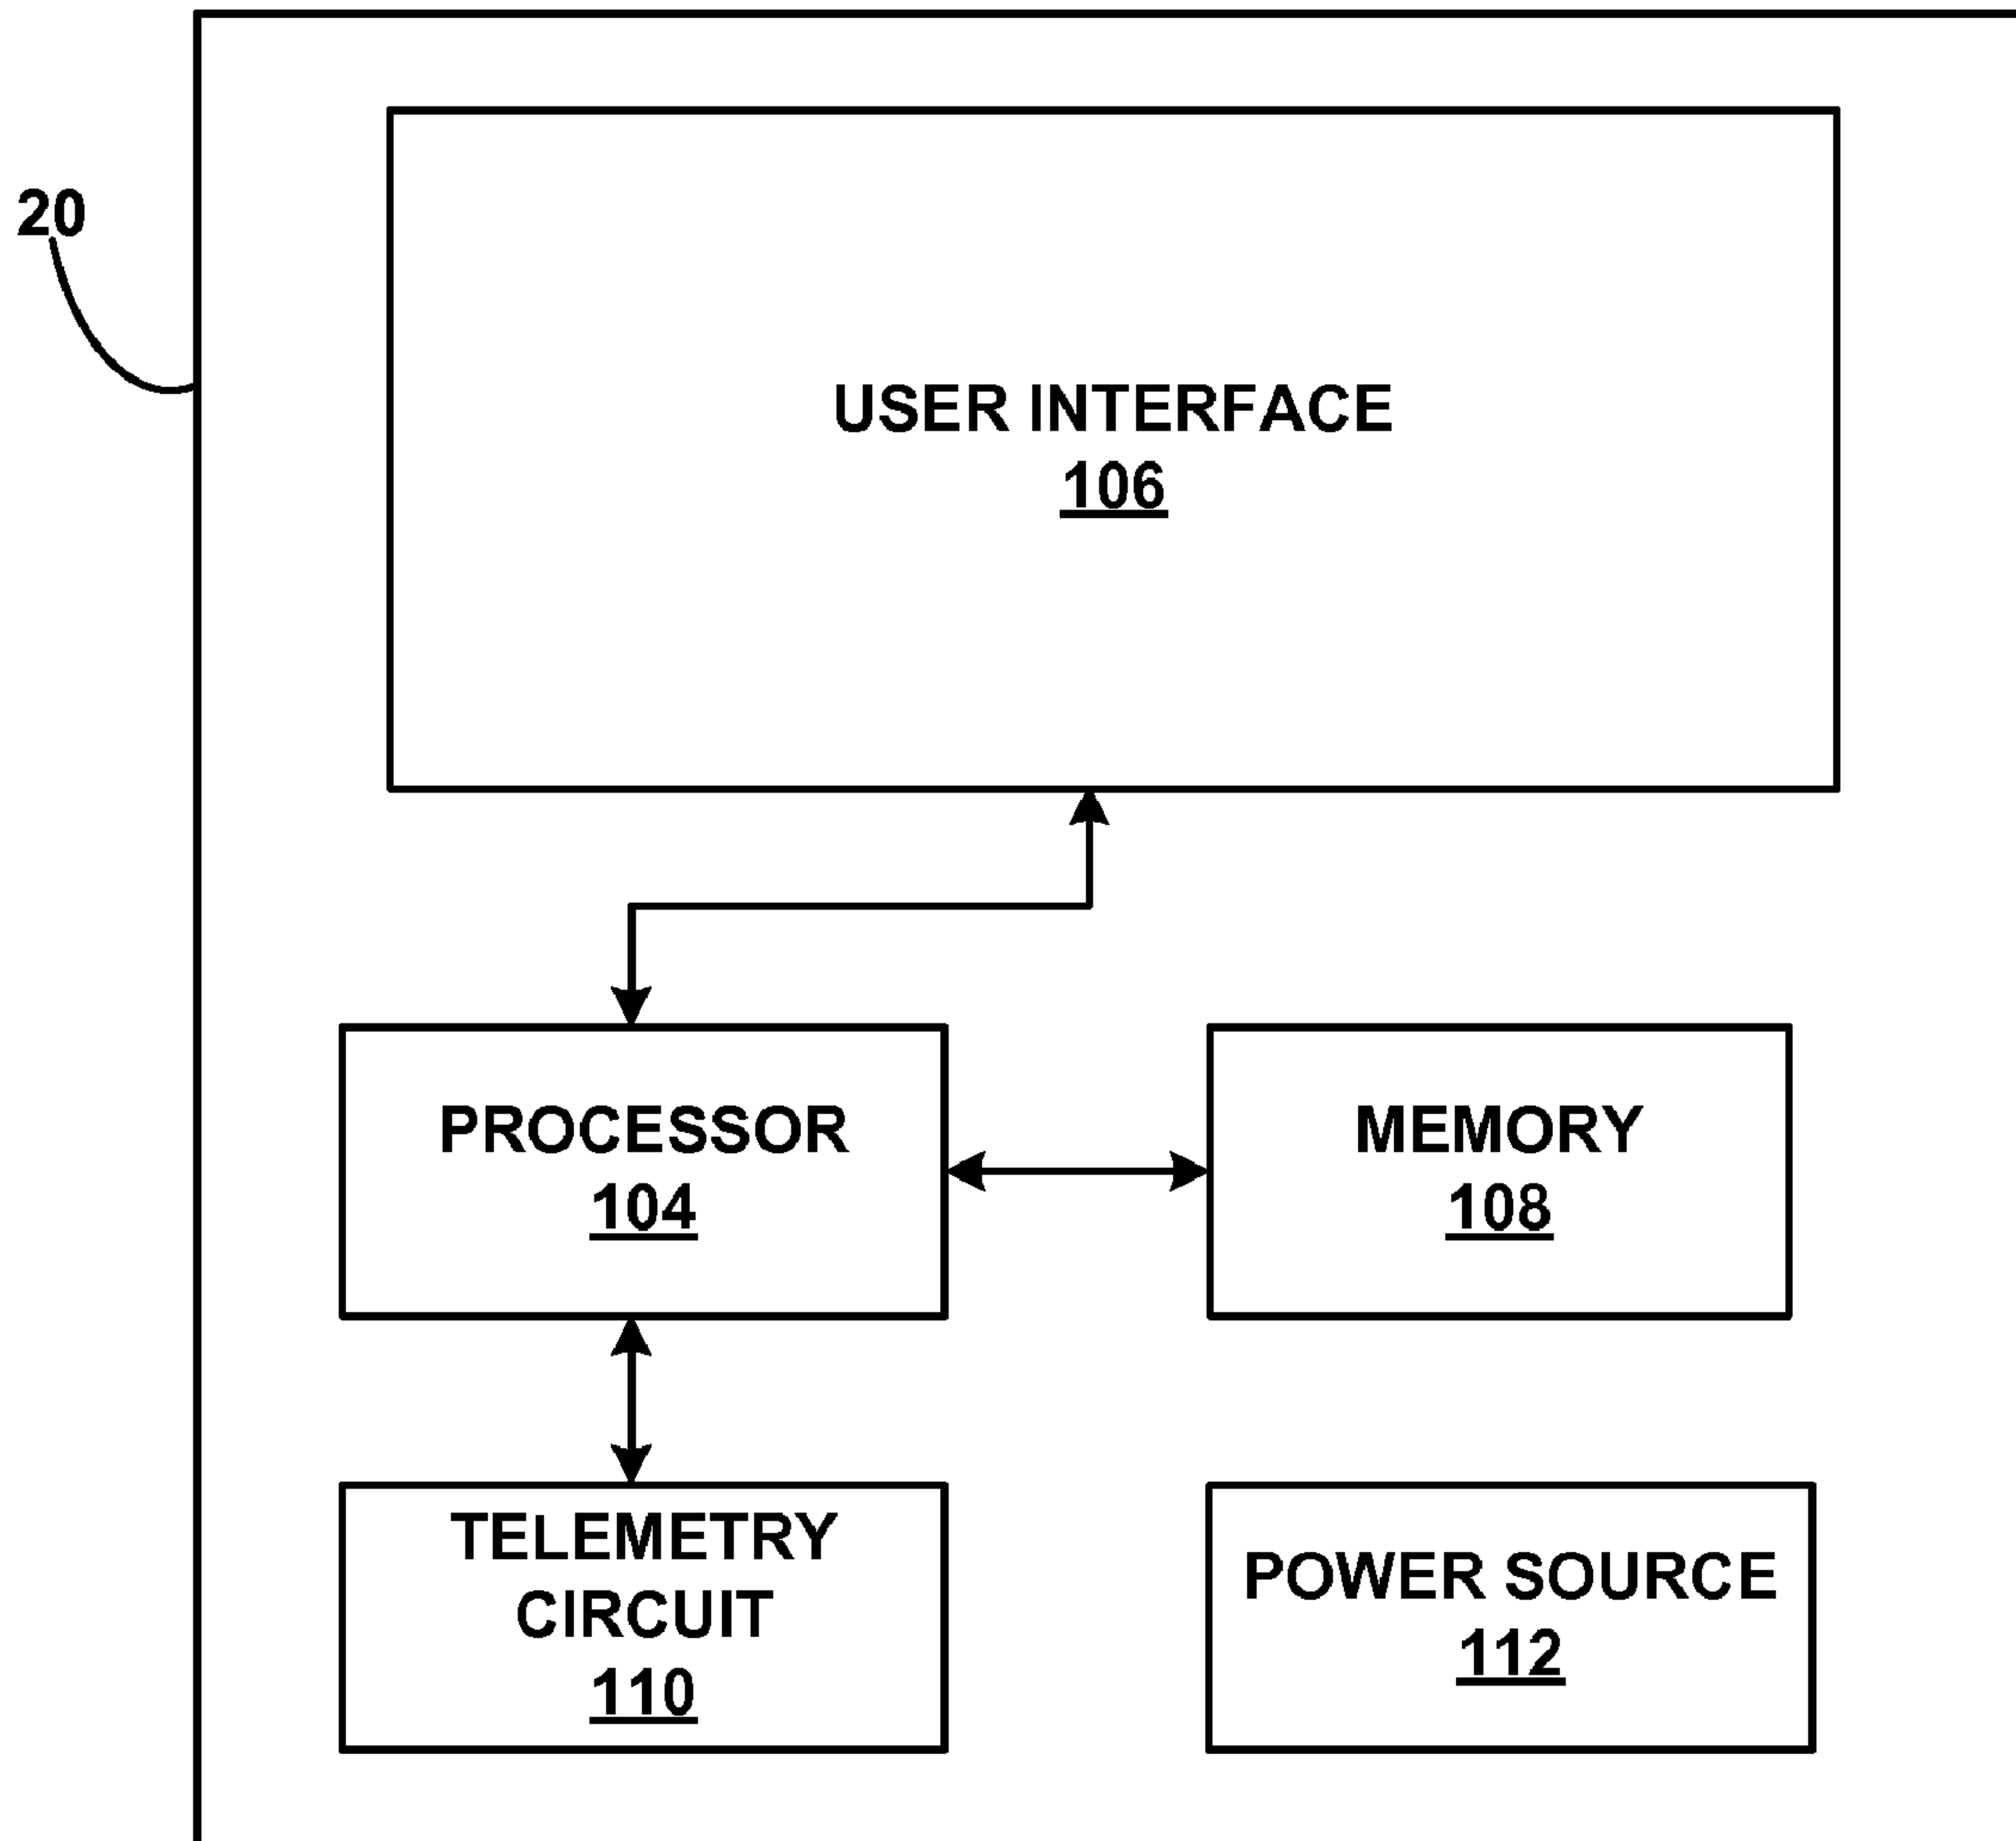 20
USER INTERFACE
106
PROCESSOR
104
MEMORY
108
TELEMETRY
CIRCUIT
110
POWER SOURCE
112